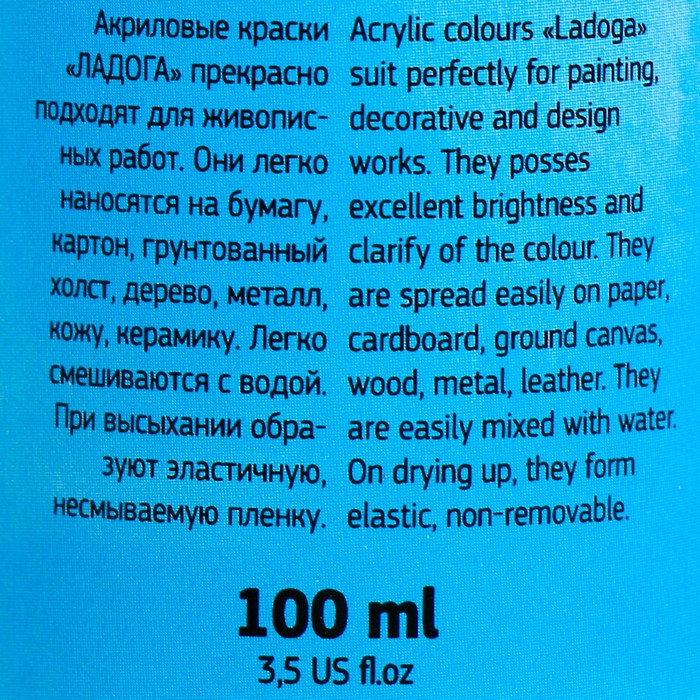 Акриловые краски
«ЛАДОГА» прекрасно
подходят для живопис-
ных работ. Они легко
наносятся на бумагу,
картон, грунтованный
холст, дерево, металл,
кожу, керамику. Легко
смешиваются с водой.
При высыхании обра-
зуют эластичную,
несмываемую пленку.
Acrylic colours «Ladoga»
suit perfectly for painting,
decorative and design
works. They posses
excellent brightness and
clarify of the colour. They
are spread easily on paper,
cardboard, ground canvas,
wood, metal, leather. They
are easily mixed with water.
On drying up, they form
elastic, non-removable.
100 ml
3,5 US fl.oz